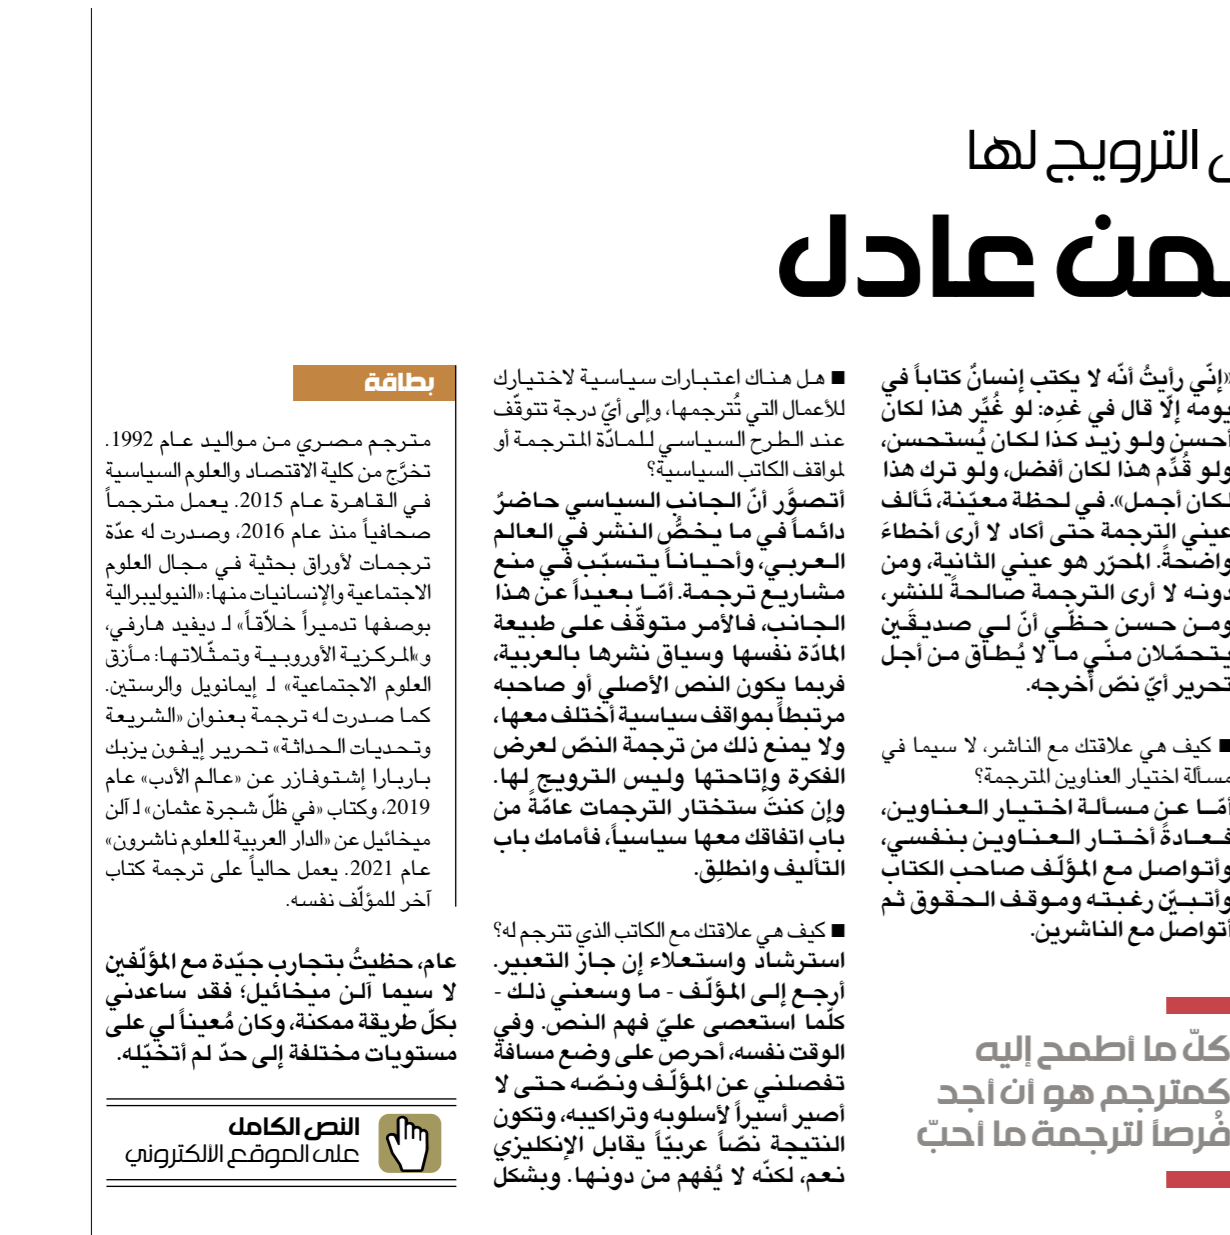 الترويج لها
عادل
«إنّي رأيتُ أنّه لا يكتب إنسانٌ كتاباً في
يومه إلّا قال في غدِه: لو غُيِّر هذا لكان
أحسن ولو زيد كذا لكان يُستحسن،
ولو قُدِّم هذا لكان أفضل، ولو ترك هذا
لكان أجمل». في لحظة معيّنة، تَألف
عيني الترجمة حتى أكاد لا أرى أخطاءَ
واضحةً. المحرّر هو عيني الثانية، ومن
دونه لا أرى الترجمة صالحةً للنشر،
ومن حسن حظّي أنّ لي صديقَين
يتحمّلان منّي ما لا يُطاق من أجل
تحرير أيّ نصّ أخرجه.
■ كيف هي علاقتك مع الناشر، لا سيما في
مسألة اختيار العناوين المترجمة؟
أمّا عن مسألة اختيار العناوين،
فعادةً أختار العناوين بنفسي،
وأتواصل مع المؤلّف صاحب الكتاب
وأتبيّن رغبته وموقف الحقوق ثم
أتواصل مع الناشرين.
كلّ ما أطمح إليه
كمترجم هو أن أجد
فُرصاً لترجمة ما أحبّ
■ هل هناك اعتبارات سياسية لاختيارك
للأعمال التي تُترجمها، وإلى أيّ درجة تتوقّف
عند الطرح السياسي للمادّة المترجمة أو
لمواقف الكاتب السياسية؟
أتصوَّر أنّ الجانب السياسي حاضرٌ
دائماً في ما يخصُّ النشر في العالم
العربي، وأحياناً يتسبّب في منع
مشاريع ترجمة. أمّا بعيداً عن هذا
الجانب، فالأمر متوقّف على طبيعة
المادّة نفسها وسياق نشرها بالعربية،
فربما يكون النص الأصلي أو صاحبه
مرتبطاً بمواقف سياسية أختلف معها،
ولا يمنع ذلك من ترجمة النصّ لعرض
الفكرة وإتاحتها وليس الترويج لها.
وإن كنتَ ستختار الترجمات عامّةً من
باب اتفاقك معها سياسياً، فأمامك باب
التأليف وانطلِق.
■ كيف هي علاقتك مع الكاتب الذي تترجم له؟
استرشاد واستعلاء إن جاز التعبير.
أرجع إلى المؤلّف - ما وسعني ذلك -
كلّما استعصى عليّ فهم النص. وفي
الوقت نفسه، أحرص على وضع مسافة
تفصلني عن المؤلّف ونصّه حتى لا
أصير أسيراً لأسلوبه وتراكيبه، وتكون
النتيجة نصّاً عربيّاً يقابل الإنكليزي
نعم، لكنّه لا يُفهم من دونها. وبشكل
بطاقة
مترجم مصري من مواليد عام 1992.
تخرَّج من كلية الاقتصاد والعلوم السياسية
في القاهرة عام 2015. يعمل مترجماً
صحافياً منذ عام 2016، وصدرت له عدّة
ترجمات لأوراق بحثية في مجال العلوم
الاجتماعية والإنسانيات منها: «النيوليبرالية
بوصفها تدميراً خلاّقاً» لـ ديفيد هارفي،
و«المركزية الأوروبية وتمثّلاتها: مأزق
العلوم الاجتماعية» لـ إيمانويل والرستين.
كما صدرت له ترجمة بعنوان «الشريعة
وتحديات الحداثة» تحرير إيفون يزبك
باربارا إشتوفازر عن «عالم الأدب» عام
2019، وكتاب «في ظلّ شجرة عثمان» لـ آلن
ميخائيل عن «الدار العربية للعلوم ناشرون»
عام 2021. يعمل حالياً على ترجمة كتاب
آخر للمؤلّف نفسه.
عام، حظيتُ بتجارب جيّدة مع المؤلّفين
لا سيما آلن ميخائيل؛ فقد ساعدني
بكلّ طريقة ممكنة، وكان مُعيناً لي على
مستويات مختلفة إلى حدّ لم أتخيّله.
النص الكامل
على الموقع الالكتروني